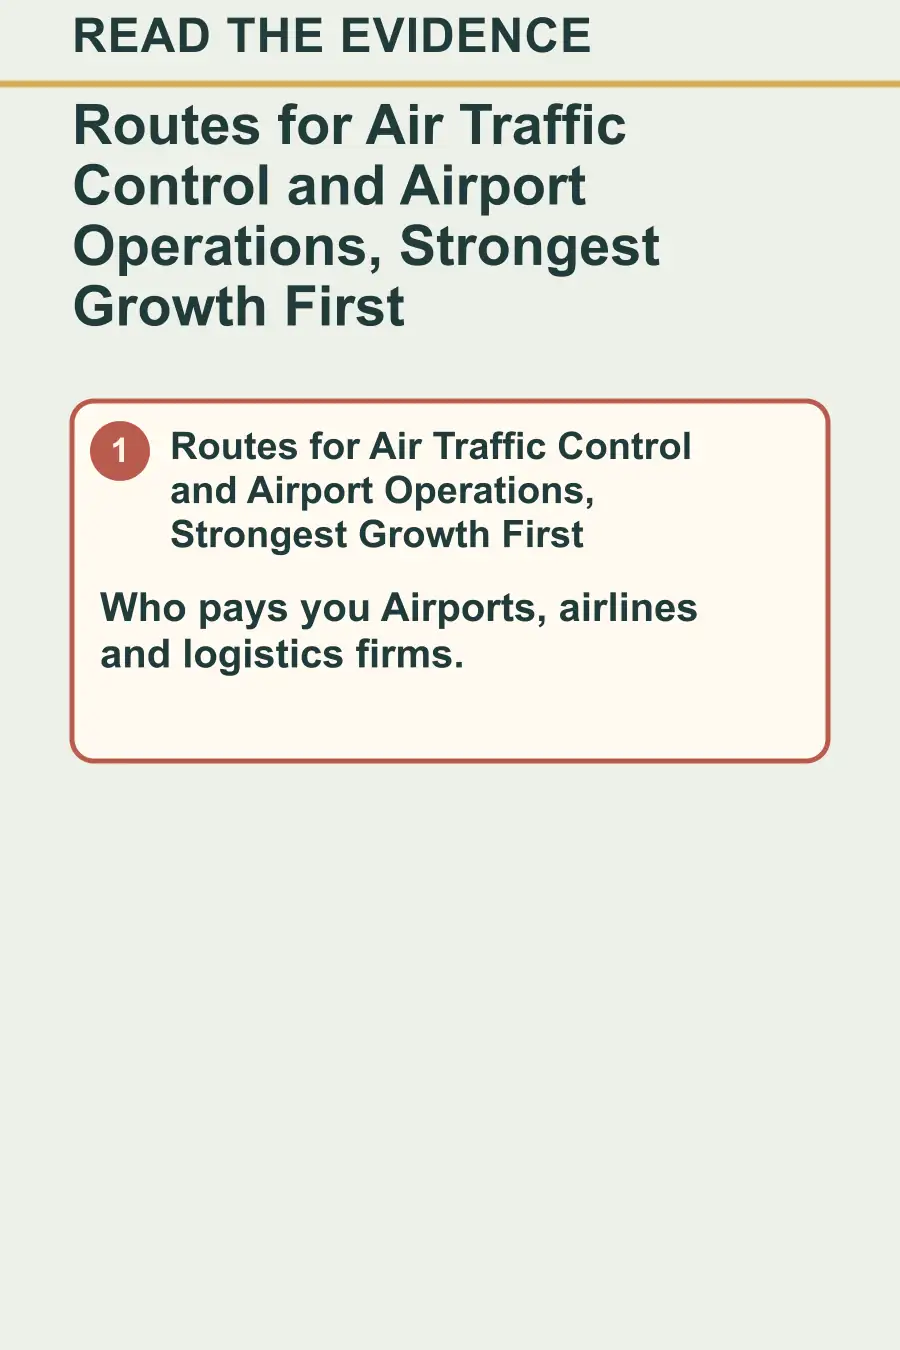 READ THE EVIDENCE
Routes for Air Traffic
Control and Airport
Operations, Strongest
Growth First
1
Routes for Air Traffic Control
and Airport Operations,
Strongest Growth First
Who pays you Airports, airlines
and logistics firms.